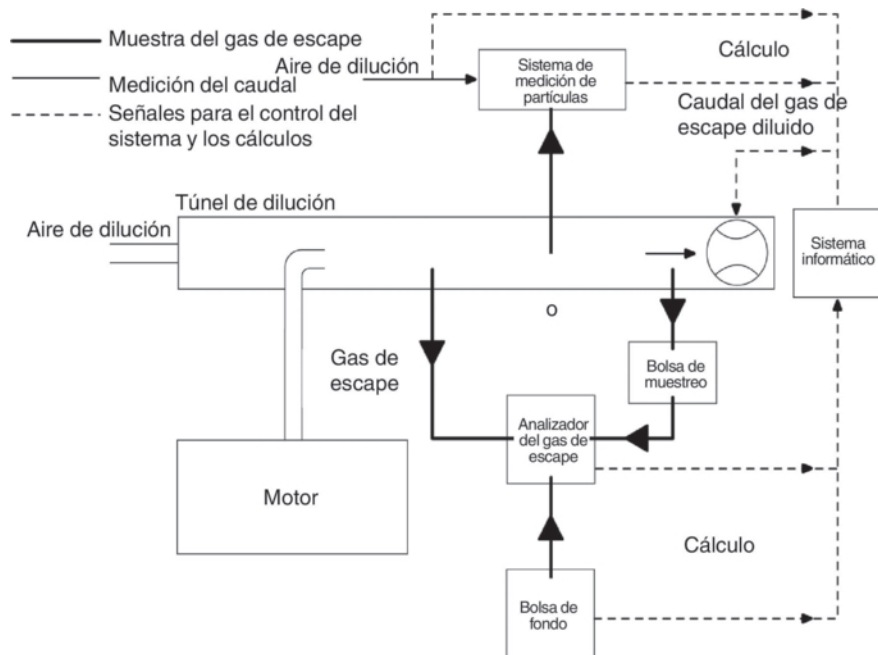 Muestra del gas de escape
Medición del caudal
Señales para el control del
sistema y los cálculos
Aire de dilución
Sistema de
medición de
partículas
Cálculo
Caudal del gas de
escape diluido
Túnel de dilución
Aire de dilución
Sistema
informático
o
Gas de
escape
Bolsa de
muestreo
Analizador
del gas de
escape
Motor
Cálculo
Bolsa de
fondo